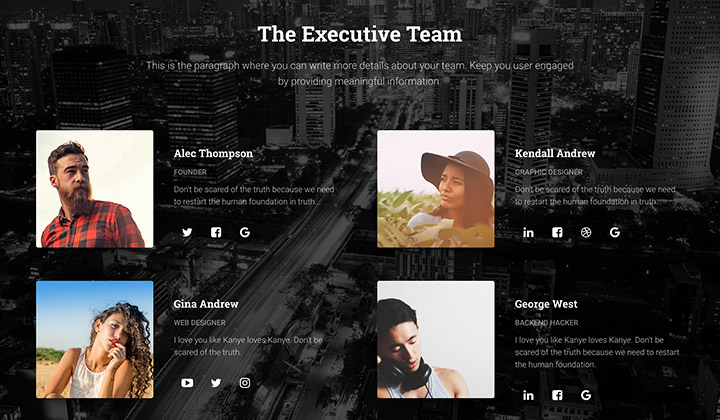 The Executive Team
This is the paragraph where you can write more details about your team. Keep you user engaged
by providing meaningful information.
Alec Thompson
FOUNDER
Don't be scared of the truth because we need
to restart the human foundation in truth...
Kendall Andrew
GRAPHIC DESIGNER
Don't be scared of the truth because we need
to restart the human foundation in truth...
Gina Andrew
WEB DESIGNER
I love you like Kanye loves Kanye. Don't be
scared of the truth.
George West
BACKEND HACKER
I love you like Kanye loves Kanye. Don't be
scared of the truth because we need to restart the
human foundation.